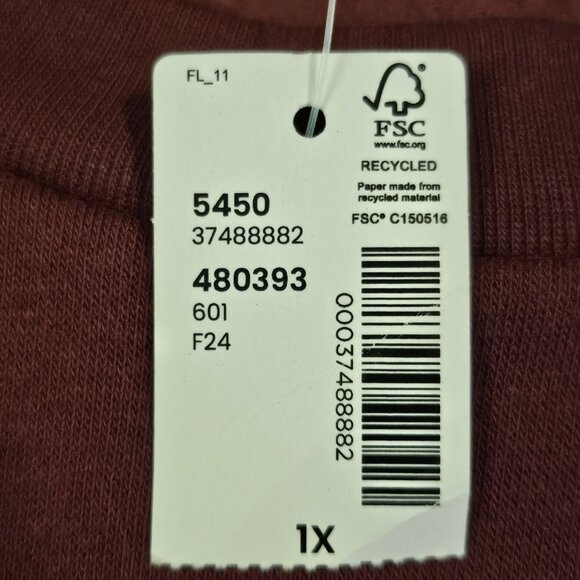 FL_11
FSC
www.fsc.org
RECYCLED
Paper made from
recycled material
FSC® C150516
5450
37488882
480393
601
F24
00037488882
1X